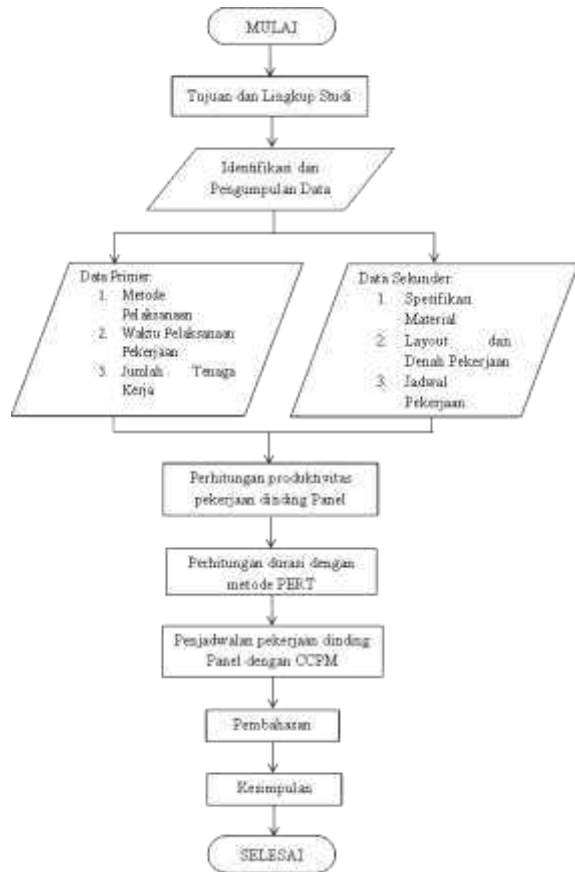 MULAI
Tujuan dan Lingkup Studi
Identifikasi dan
Pengumpulan Data
Data Primer:
1. Metode
Pelaksanaan
2. Waktu Pelaksanaan
Pekerjaan
3. Jumlah Tenaga
Kerja
Data Sekunder:
1. Spesifikasi
Material
2. Layout dan
Denah Pekerjaan
3. Jadwal
Pekerjaan
Perhitungan produktivitas
pekerjaan dinding Panel
Perhitungan durasi dengan
metode PERT
Penjadwalan pekerjaan dinding
Panel dengan CCPM
Pembahasan
Kesimpulan
SELESAI